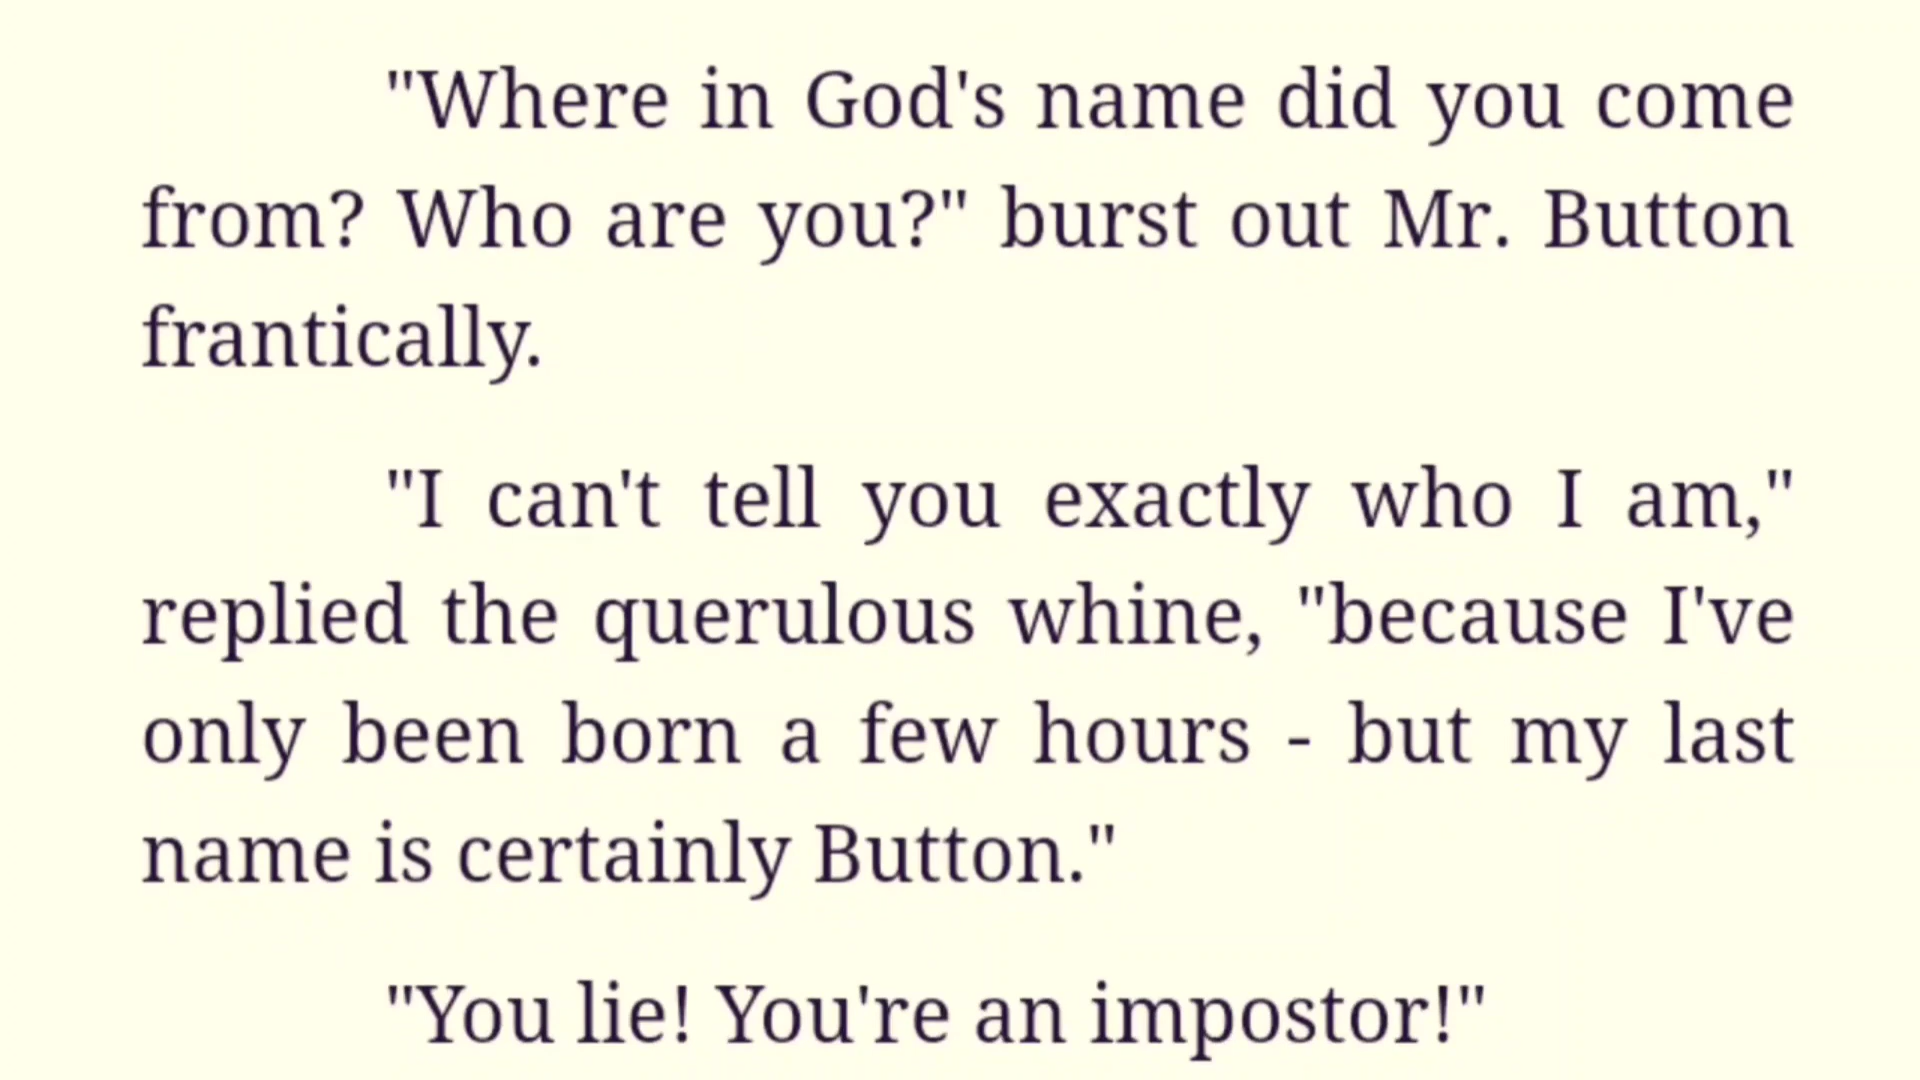 "Where in God's name did you come
from? Who are you?" burst out Mr. Button
frantically.
"I can't tell you exactly who I am,"
replied the querulous whine, "because I've
only been born a few hours - but my last
name is certainly Button."
"You lie! You're an impostor!"